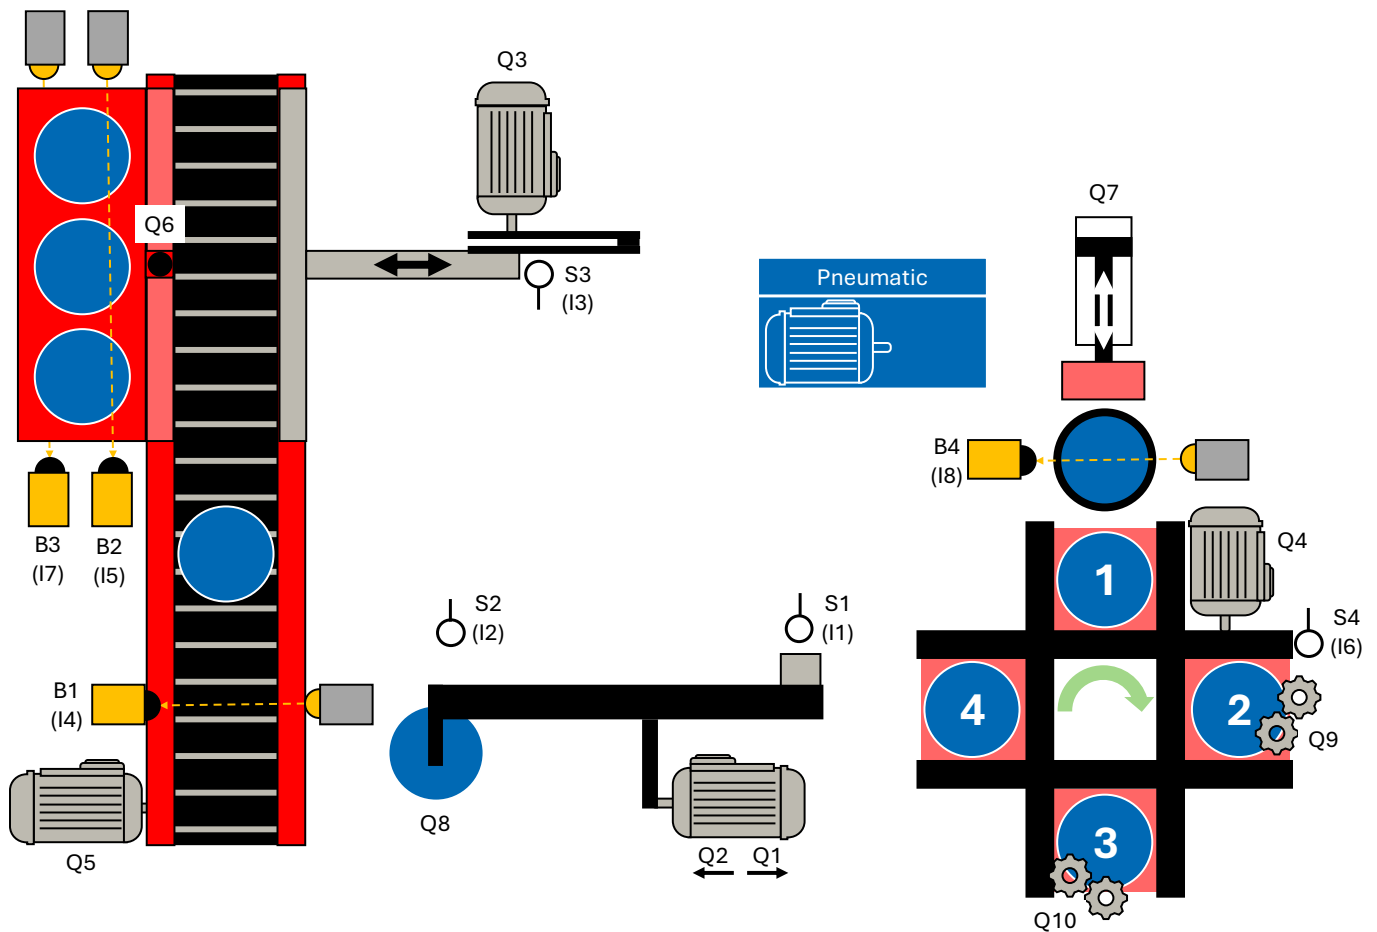 Q3
Q7
Q6
S3
(I3)
Pneumatic
B4
(I8)
Q4
B3
(I7)
B2
(I5)
1
S2
(I2)
S1
(I1)
S4
(I6)
B1
(I4)
4
2
Q9
Q8
Q5
Q2
Q1
3
Q10